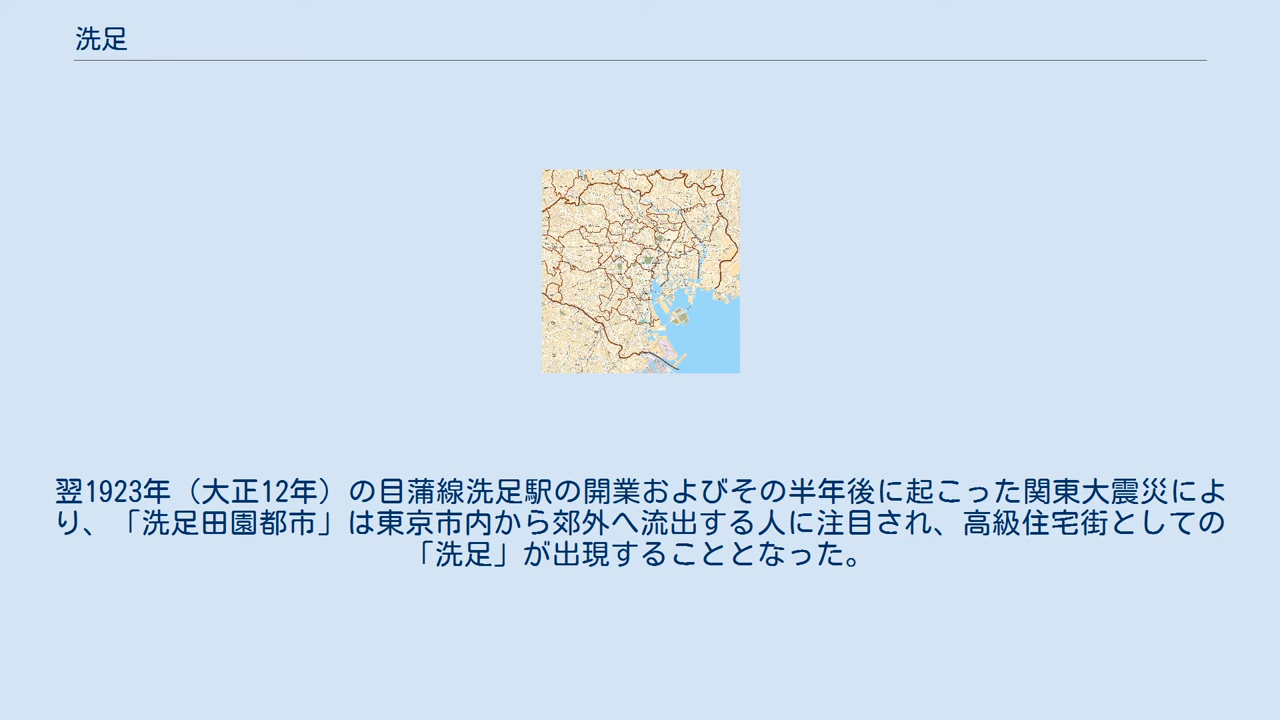 洗足
翌1923年（大正12年）の目蒲線洗足駅の開業およびその半年後に起こった関東大震災によ
り、「洗足田園都市」は東京市内から郊外へ流出する人に注目され、高級住宅街としての
「洗足」が出現することとなった。